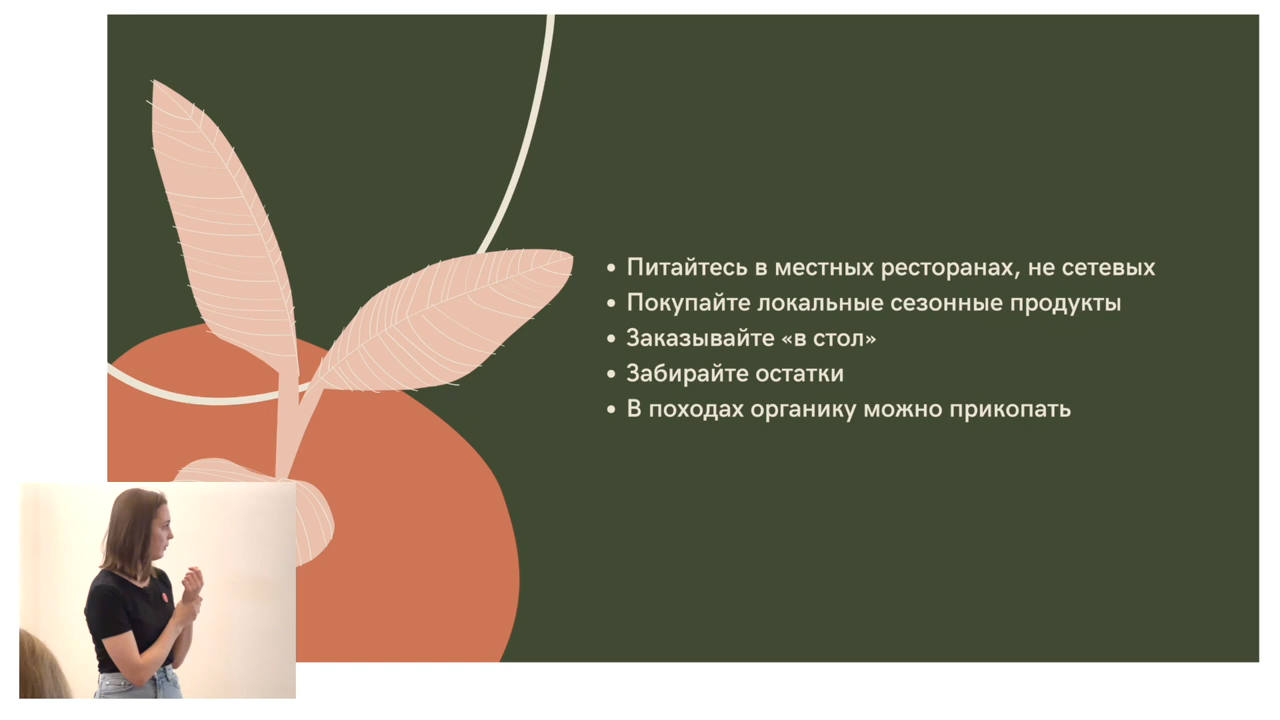 • Питайтесь в местных ресторанах, не сетевых
• Покупайте локальные сезонные продукты
• Заказывайте «в стол»
• Забирайте остатки
• В походах органику можно прикопать